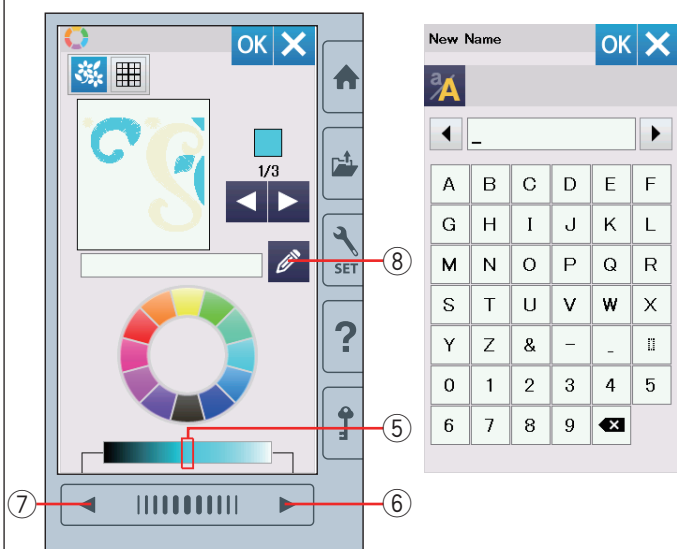 OK
1/3
SET
?
⑧
⑤
⑦
⑥
New Name
OK
a A
_
A B C D E F
G H I J K L
M N O P Q R
S T U V W X
Y Z & - _
0 1 2 3 4 5
6 7 8 9